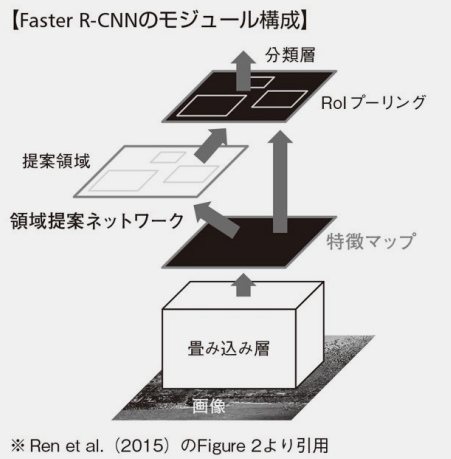 【Faster R-CNNのモジュール構成】
分類層
RoIプーリング
提案領域
領域提案ネットワーク
特徴マップ
畳み込み層
画像
※ Ren et al.（2015）のFigure 2より引用